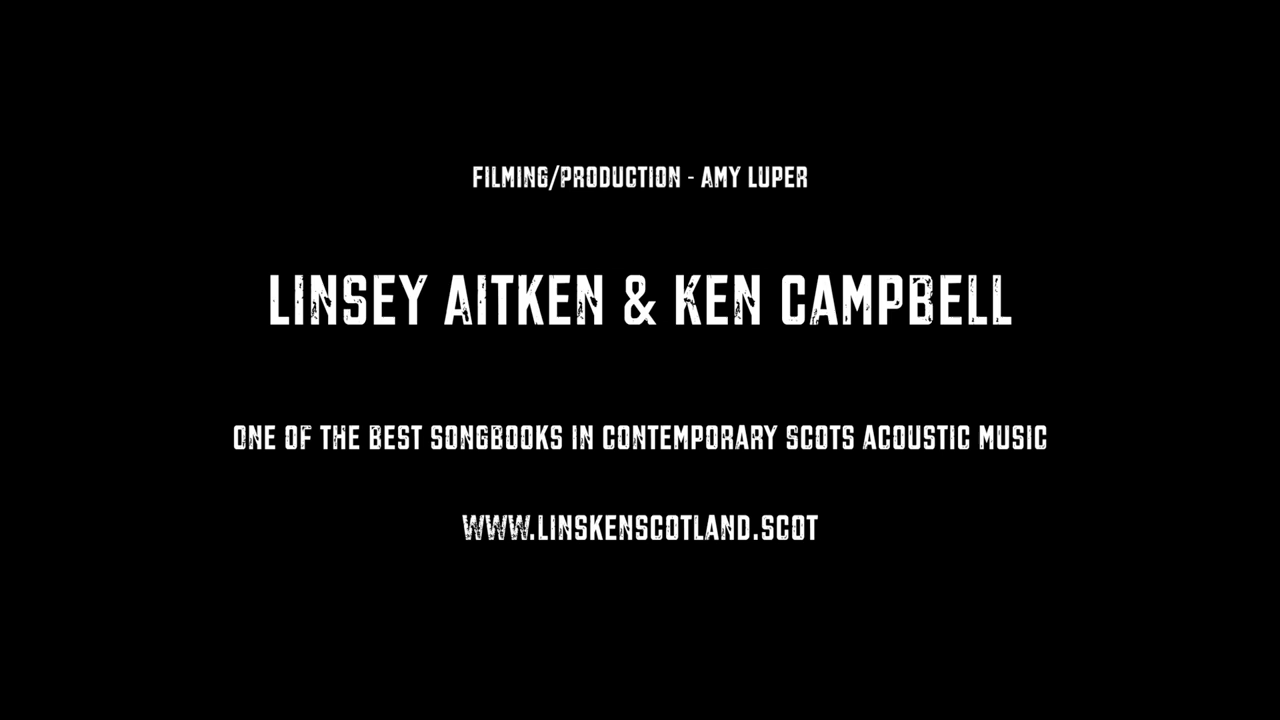 FILMING/PRODUCTION - AMY LUPER
LINSEY AITKEN & KEN CAMPBELL
ONE OF THE BEST SONGBOOKS IN CONTEMPORARY SCOTS ACOUSTIC MUSIC
WWW.LINSKENSCOTLAND.SCOT